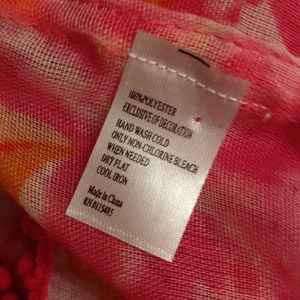 100%POLYESTER
EXCLUSIVE OF DECORATION
HAND WASH COLD
ONLY NON-CHLORINE BLEACH
WHEN NEEDED
DRY FLAT
COOL IRON
Made In China
RN #115485